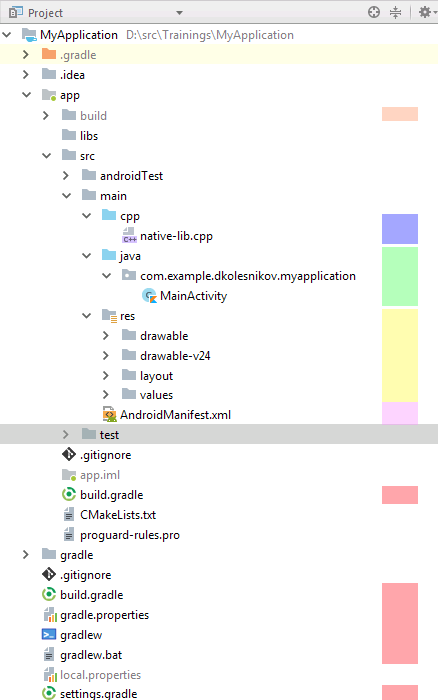 Project
MyApplication D:\src\Trainings\MyApplication
.gradle
.idea
app
build
libs
src
androidTest
main
cpp
native-lib.cpp
java
com.example.dkolesnikov.myapplication
MainActivity
res
drawable
drawable-v24
layout
values
AndroidManifest.xml
test
.gitignore
app.iml
build.gradle
CMakeLists.txt
proguard-rules.pro
gradle
.gitignore
build.gradle
gradle.properties
gradlew
gradlew.bat
local.properties
settings.gradle